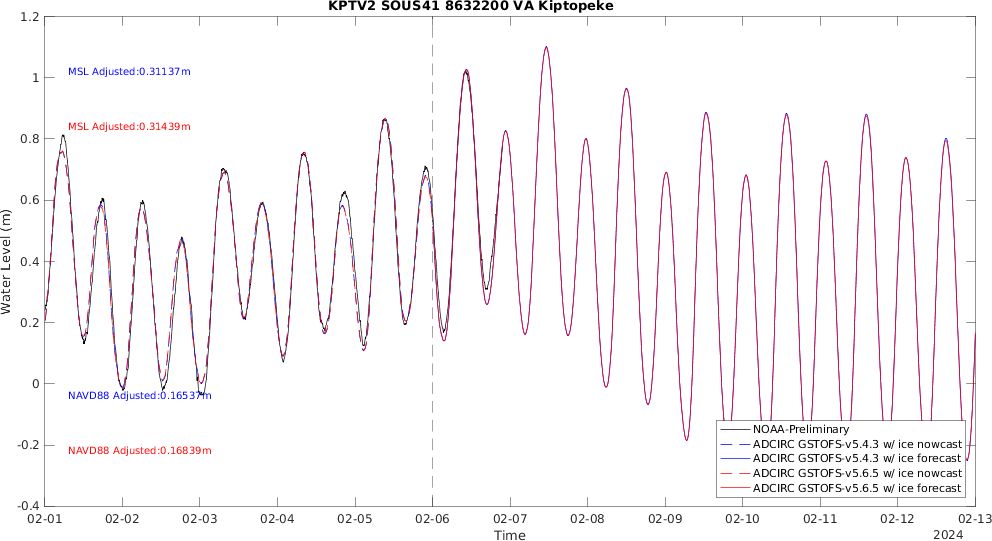 KPTV2 SOUS41 8632200 VA Kiptopeke
1.2
1
0.8
0.6
0.4
0.2
0
-0.2
-0.4
Water Level (m)
MSL Adjusted:0.31137m
MSL Adjusted:0.31439m
NAVD88 Adjusted:0.16537m
NAVD88 Adjusted:0.16839m
NOAA-Preliminary
ADCIRC GSTOFS-v5.4.3 w/ ice nowcast
ADCIRC GSTOFS-v5.4.3 w/ ice forecast
ADCIRC GSTOFS-v5.6.5 w/ ice nowcast
ADCIRC GSTOFS-v5.6.5 w/ ice forecast
02-01 02-02 02-03 02-04 02-05 02-06 02-07 02-08 02-09 02-10 02-11 02-12 02-13
Time
2024